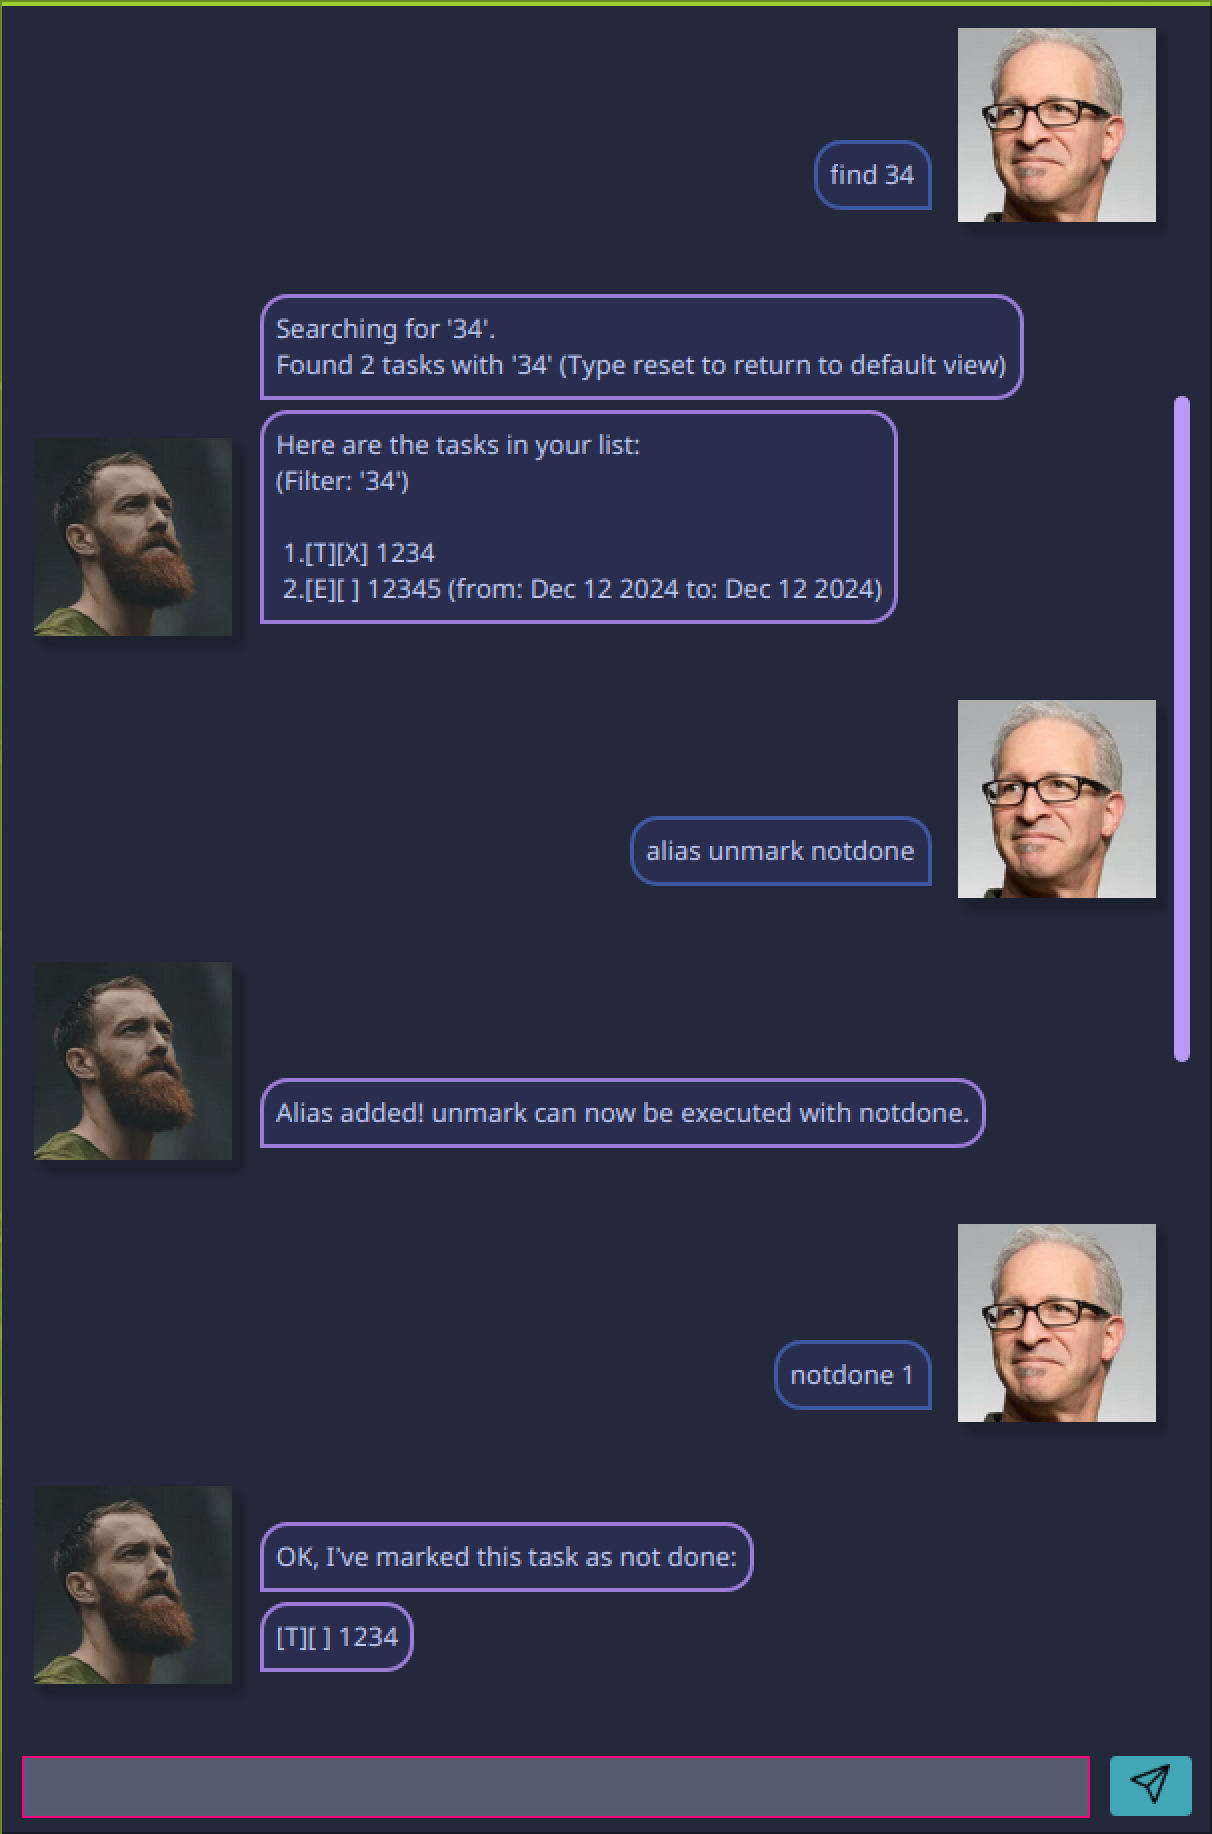 find 34
Searching for '34'.
Found 2 tasks with '34' (Type reset to return to default view)
Here are the tasks in your list:
(Filter: '34')
1.[T][X] 1234
2.[E][ ] 12345 (from: Dec 12 2024 to: Dec 12 2024)
alias unmark notdone
Alias added! unmark can now be executed with notdone.
notdone 1
OK, I've marked this task as not done:
[T][ ] 1234